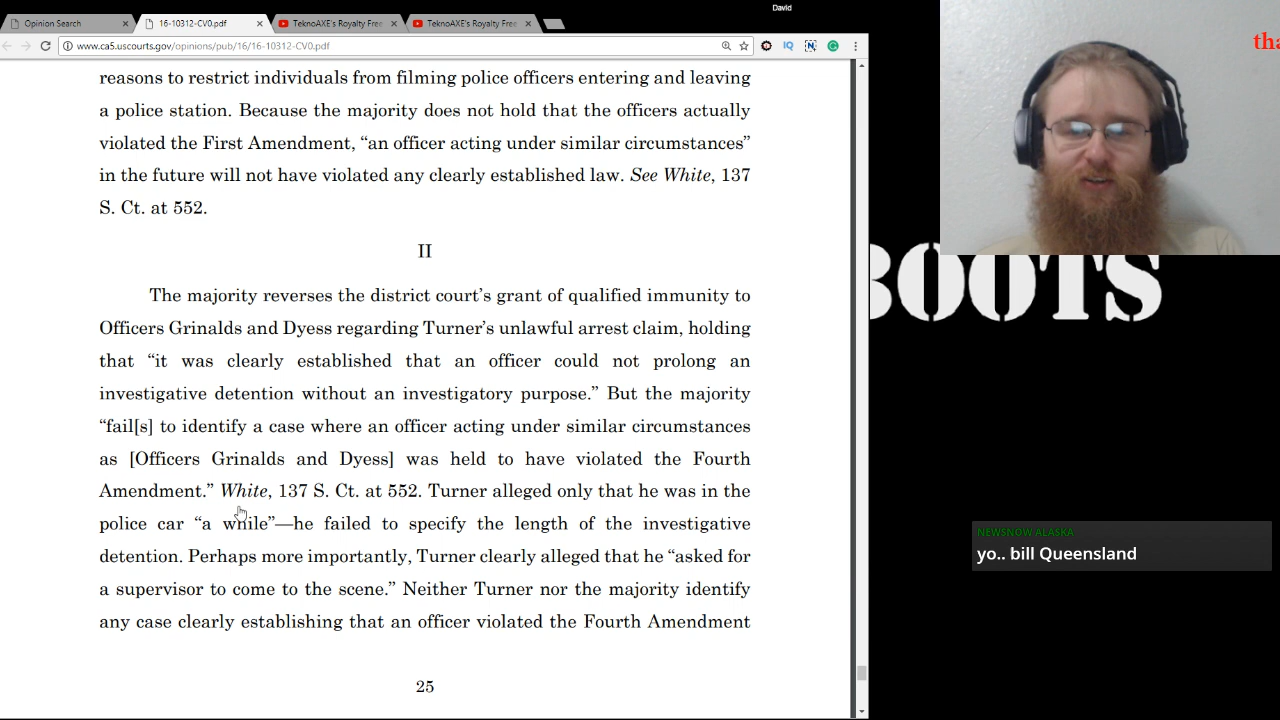 David
Opinion Search
16-10312-CV0.pdf
TeknoAXE's Royalty Free
TeknoAXE's Royalty Free
www.ca5.uscourts.gov/opinions/pub/16/16-10312-CV0.pdf
IQ
N
reasons to restrict individuals from filming police officers entering and leaving
a police station. Because the majority does not hold that the officers actually
violated the First Amendment, “an officer acting under similar circumstances”
in the future will not have violated any clearly established law. See White, 137
S. Ct. at 552.
II
The majority reverses the district court’s grant of qualified immunity to
Officers Grinalds and Dyess regarding Turner’s unlawful arrest claim, holding
that “it was clearly established that an officer could not prolong an
investigative detention without an investigatory purpose.” But the majority
“fail[s] to identify a case where an officer acting under similar circumstances
as [Officers Grinalds and Dyess] was held to have violated the Fourth
Amendment.” White, 137 S. Ct. at 552. Turner alleged only that he was in the
police car “a while”—he failed to specify the length of the investigative
detention. Perhaps more importantly, Turner clearly alleged that he “asked for
a supervisor to come to the scene.” Neither Turner nor the majority identify
any case clearly establishing that an officer violated the Fourth Amendment
25
tha
BOOTS
NEWSNOW ALASKA
yo.. bill Queensland